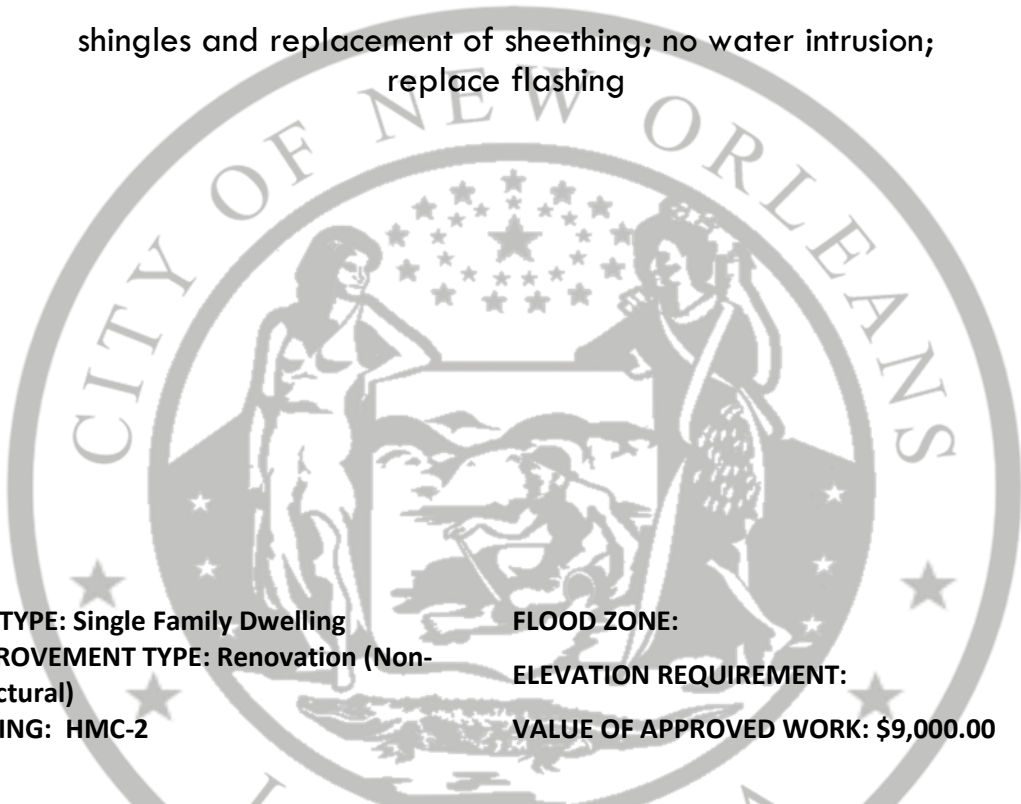 shingles and replacement of sheething; no water intrusion;
replace flashing
CITY OF NEW ORLEANS
TYPE: Single Family Dwelling
ROVEMENT TYPE: Renovation (Non-
ctural)
ING: HMC-2
FLOOD ZONE:
ELEVATION REQUIREMENT:
VALUE OF APPROVED WORK: $9,000.00